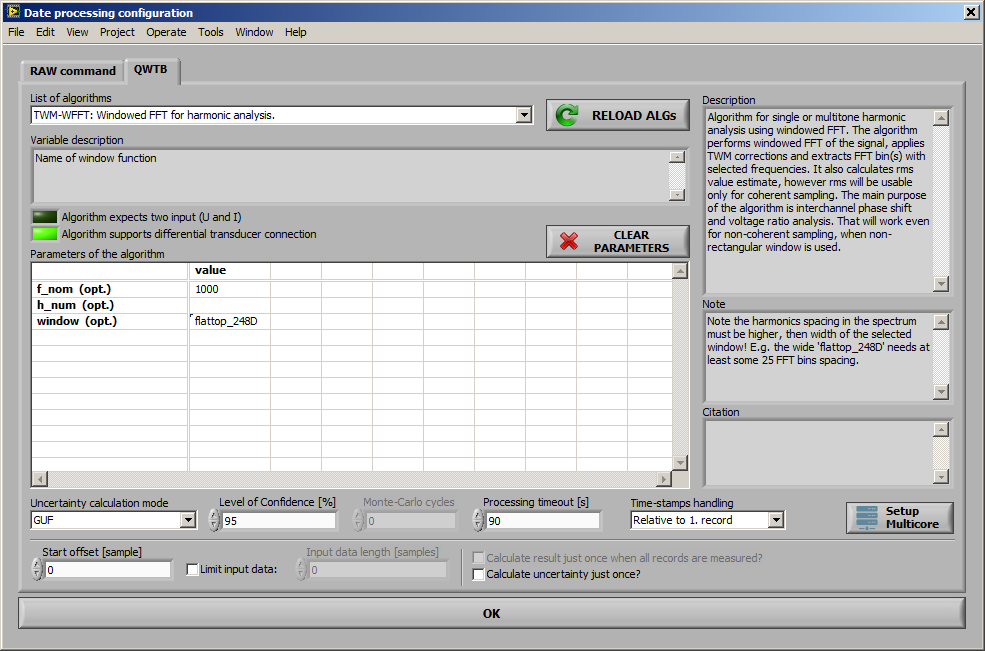 Date processing configuration
File Edit View Project Operate Tools Window Help
RAW command QWTB
List of algorithms
TWM-WFFT: Windowed FFT for harmonic analysis.
RELOAD ALGs
Variable description
Name of window function
Algorithm expects two input (U and I)
Algorithm supports differential transducer connection
CLEAR
PARAMETERS
Parameters of the algorithm
value
f_nom (opt.) 1000
h_num (opt.)
window (opt.) flattop_248D
Description
Algorithm for single or multitone harmonic
analysis using windowed FFT. The algorithm
performs windowed FFT of the signal, applies
TWM corrections and extracts FFT bin(s) with
selected frequencies. It also calculates rms
value estimate, however rms will be usable
only for coherent sampling. The main purpose
of the algorithm is interchannel phase shift
and voltage ratio analysis. That will work even
for non-coherent sampling, when non-
rectangular window is used.
Note
Note the harmonics spacing in the spectrum
must be higher, then width of the selected
window! E.g. the wide 'flattop_248D' needs at
least some 25 FFT bins spacing.
Citation
Uncertainty calculation mode Level of Confidence [%] Monte-Carlo cycles Processing timeout [s] Time-stamps handling
GUF 95 0 90 Relative to 1. record
Setup
Multicore
Start offset [sample] Input data length [samples]
0 Limit input data: 0
Calculate result just once when all records are measured?
Calculate uncertainty just once?
OK